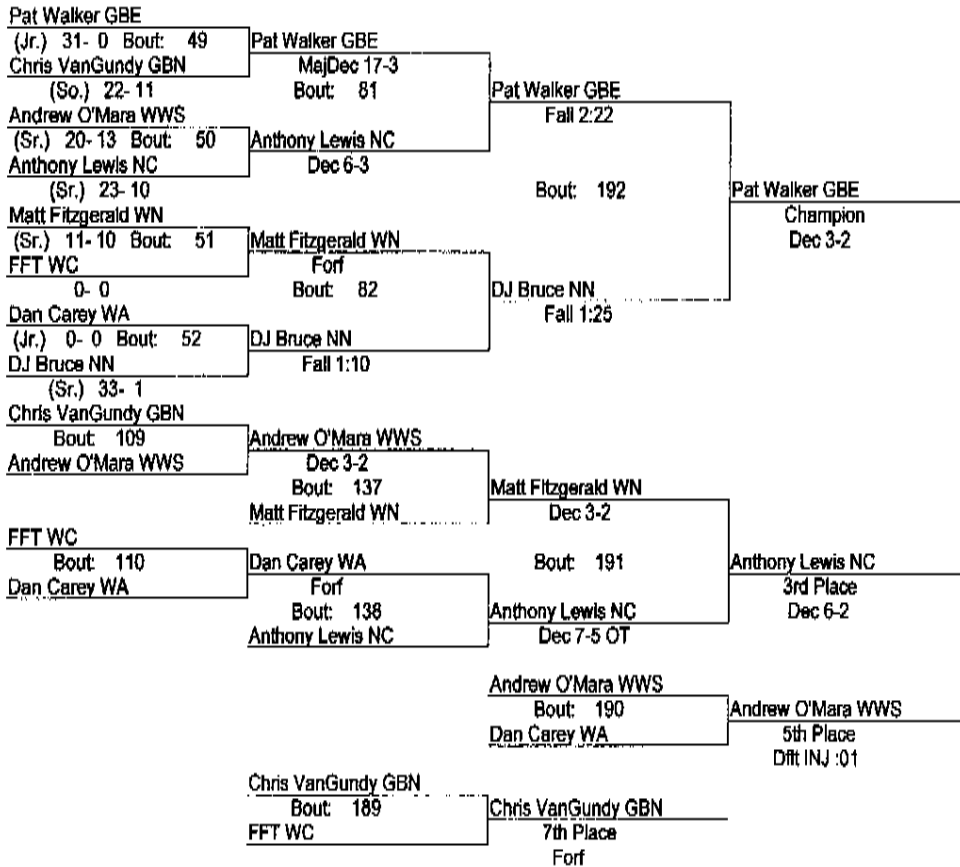 Pat Walker GBE
(Jr.) 31- 0 Bout: 49
Pat Walker GBE
Chris VanGundy GBN
MajDec 17-3
(So.) 22- 11
Bout: 81
Pat Walker GBE
Andrew O'Mara WWS
Fall 2:22
(Sr.) 20- 13 Bout: 50
Anthony Lewis NC
Anthony Lewis NC
Dec 6-3
(Sr.) 23- 10
Bout: 192
Pat Walker GBE
Matt Fitzgerald WN
Champion
(Sr.) 11- 10 Bout: 51
Matt Fitzgerald WN
Dec 3-2
FFT WC
Forf
0- 0
Bout: 82
DJ Bruce NN
Dan Carey WA
Fall 1:25
(Jr.) 0- 0 Bout: 52
DJ Bruce NN
DJ Bruce NN
Fall 1:10
(Sr.) 33- 1
Chris VanGundy GBN
Bout: 109
Andrew O'Mara WWS
Andrew O'Mara WWS
Dec 3-2
Bout: 137
Matt Fitzgerald WN
Matt Fitzgerald WN
Dec 3-2
FFT WC
Bout: 110
Dan Carey WA
Bout: 191
Anthony Lewis NC
Dan Carey WA
Forf
3rd Place
Bout: 138
Anthony Lewis NC
Dec 6-2
Anthony Lewis NC
Dec 7-5 OT
Andrew O'Mara WWS
Bout: 190
Andrew O'Mara WWS
Dan Carey WA
5th Place
Dflt INJ :01
Chris VanGundy GBN
Bout: 189
Chris VanGundy GBN
FFT WC
7th Place
Forf